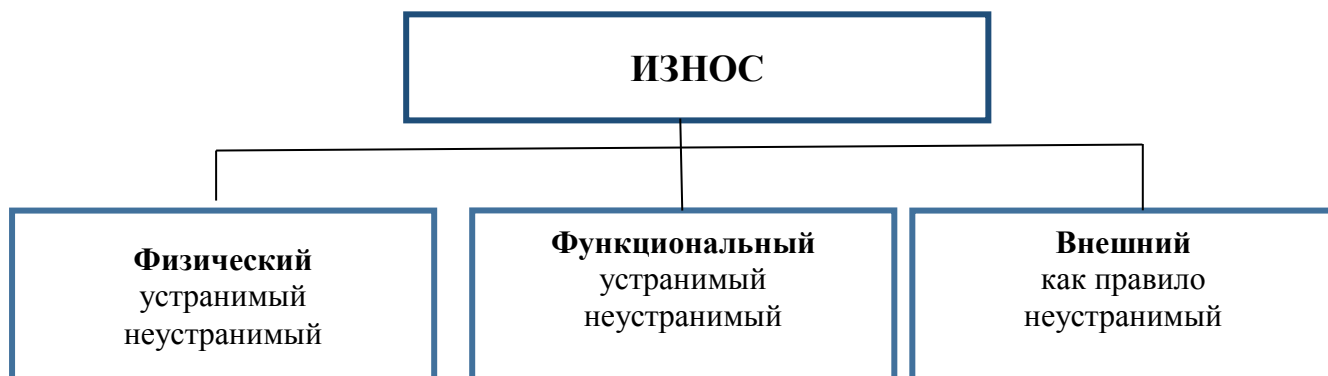 ИЗНОС
Физический
устранимый
неустранимый
Функциональный
устранимый
неустранимый
Внешний
как правило
неустранимый